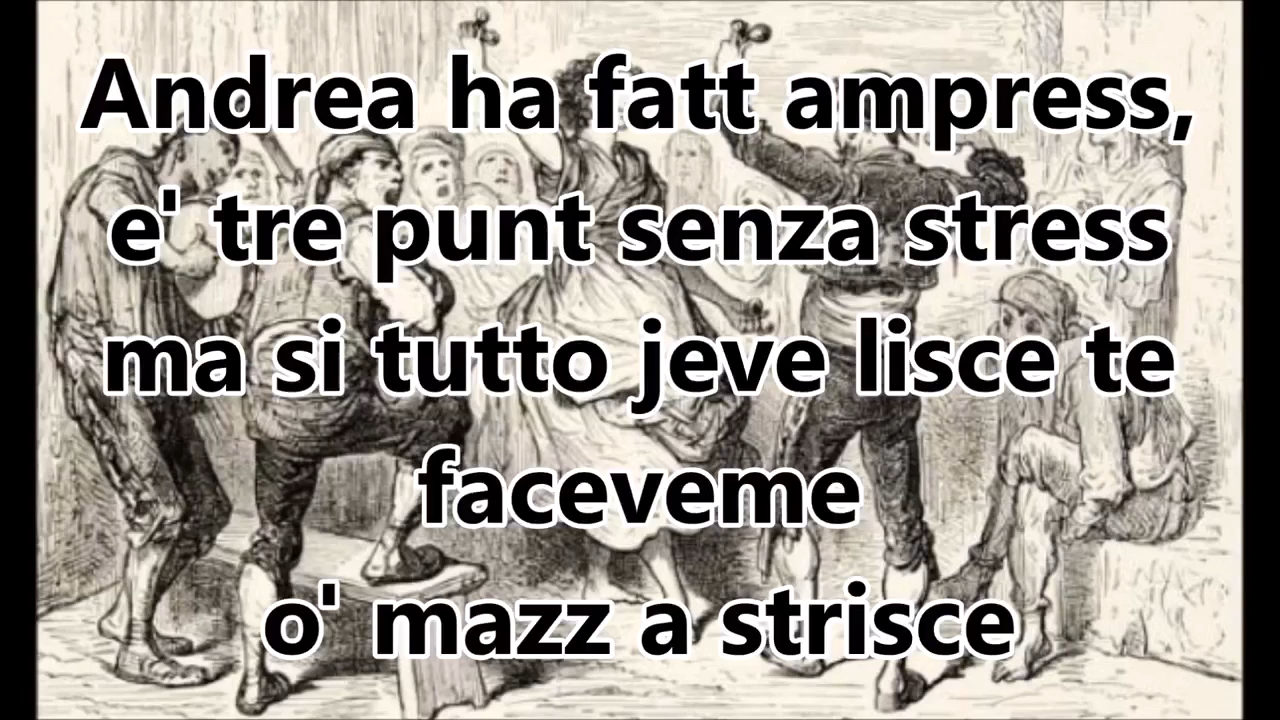 Andrea ha fatt ampress,
e' tre punt senza stress
ma si tutto jeve lisce te
faceveme
o' mazz a strisce